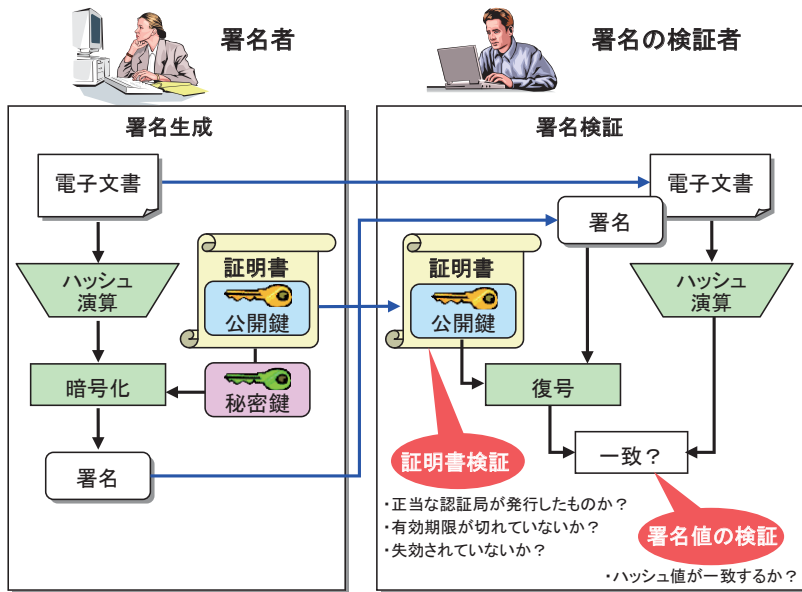 署名者
署名の検証者
署名生成
電子文書
ハッシュ
演算
証明書
公開鍵
暗号化
秘密鍵
署名
署名検証
電子文書
署名
証明書
公開鍵
ハッシュ
演算
復号
一致？
証明書検証
・正当な認証局が発行したものか？
・有効期限が切れていないか？
・失効されていないか？
署名値の検証
・ハッシュ値が一致するか？